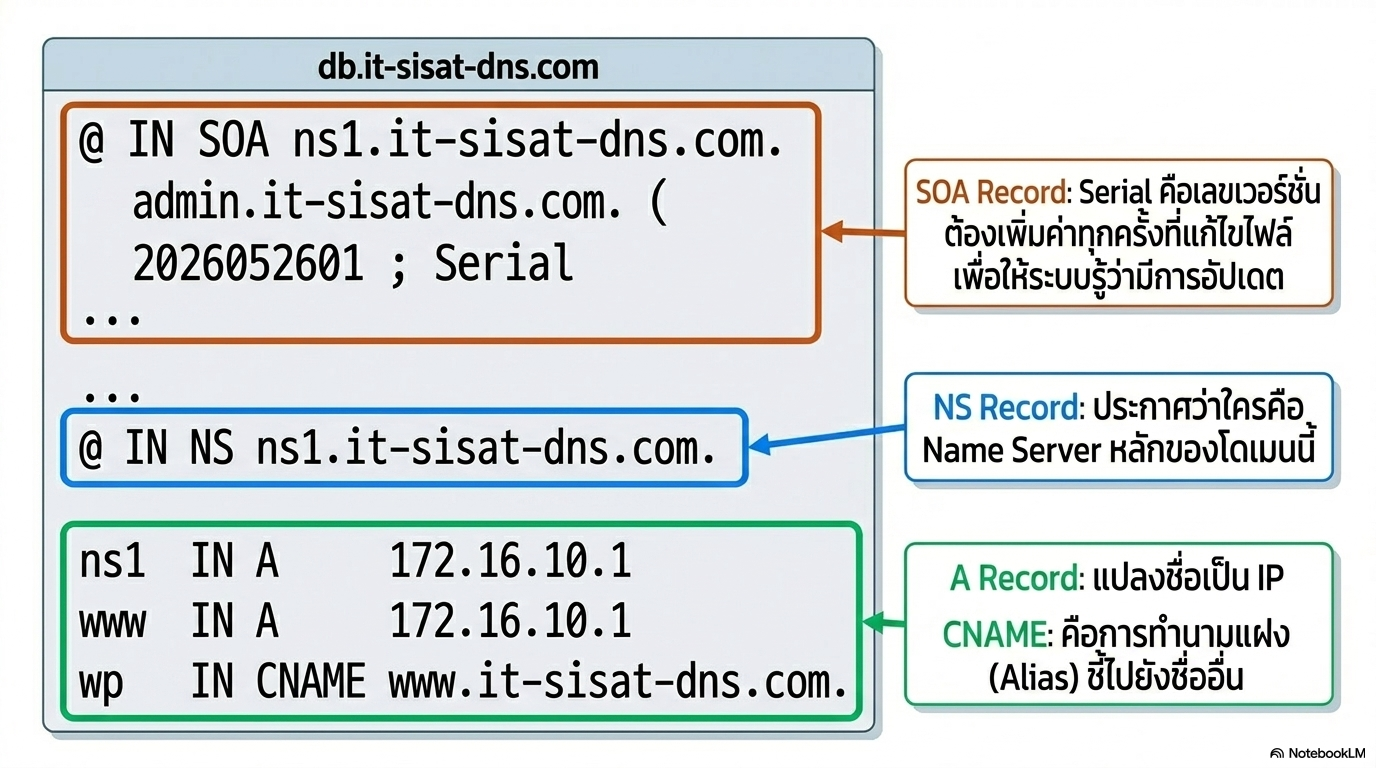 db.it-sisat-dns.com
@ IN SOA ns1.it-sisat-dns.com.
admin.it-sisat-dns.com. (
2026052601 ; Serial
...
...
@ IN NS ns1.it-sisat-dns.com.
ns1 IN A 172.16.10.1
www IN A 172.16.10.1
wp IN CNAME www.it-sisat-dns.com.
SOA Record: Serial คือเลขเวอร์ชั่น
ต้องเพิ่มค่าทุกครั้งที่แก้ไขไฟล์
เพื่อให้ระบบรู้ว่ามีการอัปเดต
NS Record: ประกาศว่าใครคือ
Name Server หลักของโดเมนนี้
A Record: แปลงชื่อเป็น IP
CNAME: คือการทำนามแฝง
(Alias) ชี้ไปยังชื่ออื่น
NotebookLM